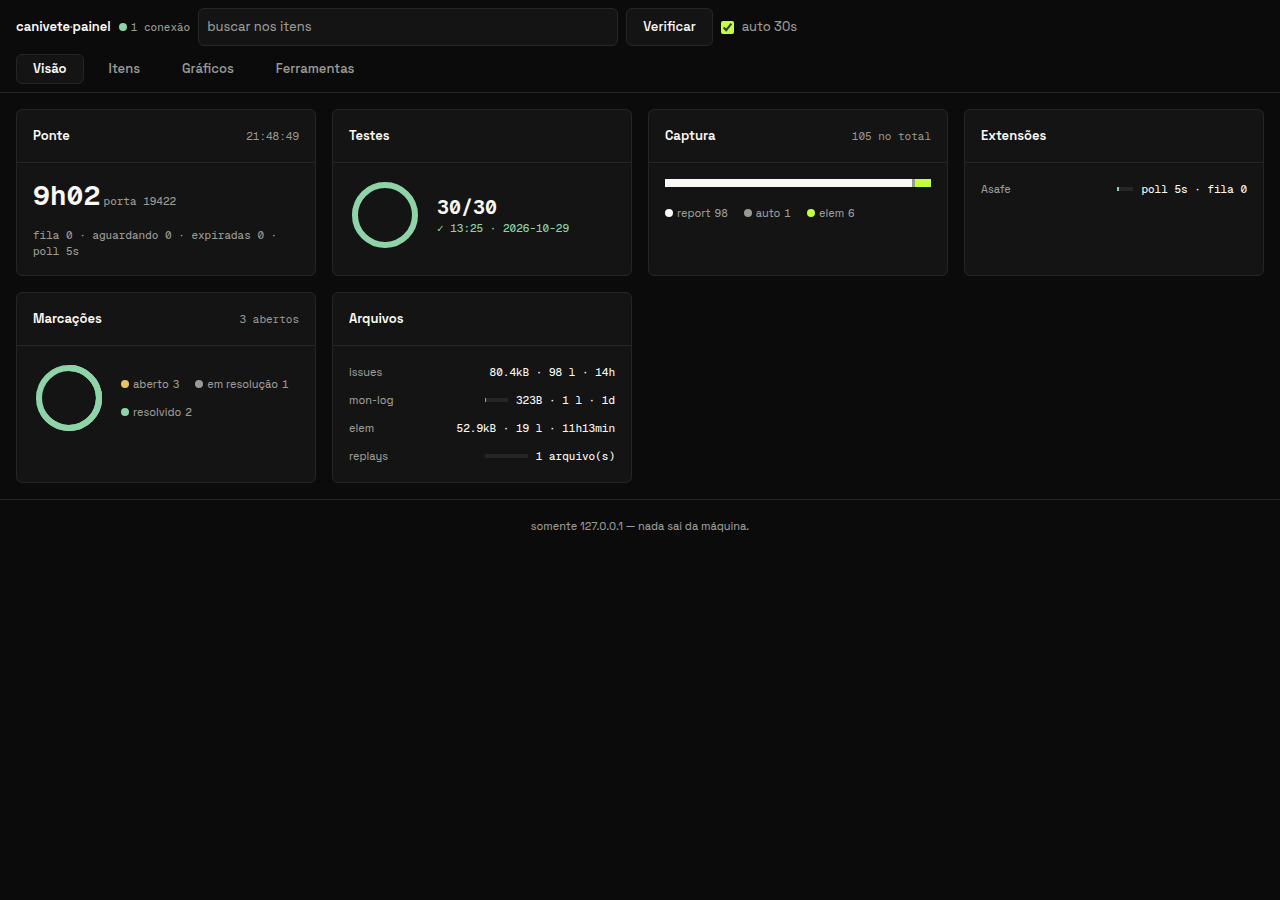 canivete·painel 1 conexão buscar nos itens Verificar auto 30s
Visão Itens Gráficos Ferramentas
Ponte 21:48:49
9h02 porta 19422
fila 0 · aguardando 0 · expiradas 0 ·
poll 5s
Testes
30/30
✓ 13:25 · 2026-10-29
Captura 105 no total
report 98 auto 1 elem 6
Extensões
Asafe poll 5s · fila 0
Marcações 3 abertos
aberto 3 em resolução 1
resolvido 2
Arquivos
issues 80.4kB · 98 l · 14h
mon-log 323B · 1 l · 1d
elem 52.9kB · 19 l · 11h13min
replays 1 arquivo(s)
somente 127.0.0.1 — nada sai da máquina.